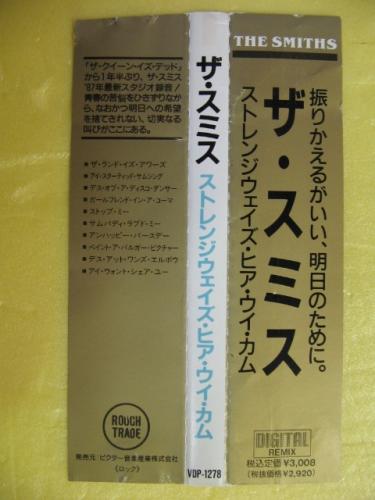 THE SMITHS
振りかえるがいい、明日のために。
ザ・スミス
ストレンジウェイズ・ヒア・ウイ・カム
DIGITAL
REMIX
税込定価¥3,008
(税抜価格¥2,920)
ザ・スミス ストレンジウェイズ・ヒア・ウイ・カム
VDP-1278
「ザ・クイーン・イズ・デッド」
から1年半ぶり、ザ・スミス
'87年最新スタジオ録音!
青春の苦悩をひきずりなが
ら、なおかつ明日への希望
を捨てきれない、切実なる
叫びがここにある。
■ザ・ランド・イズ・アワーズ
■アイ・スターティッド・サムシング
■デス・オブ・ア・ディスコ・ダンサー
■ガールフレンド・イン・ア・コーマ
■ストップ・ミー
■サムバディ・ラブド・ミー
■アンハッピー・バースデー
■ペイント・ア・バルガー・ピクチャー
■デス・アット・ワンズ・エルボウ
■アイ・ウォント・シェア・ユー
ROUGH
TRADE
発売元 ビクター音楽産業株式会社
(ロック)